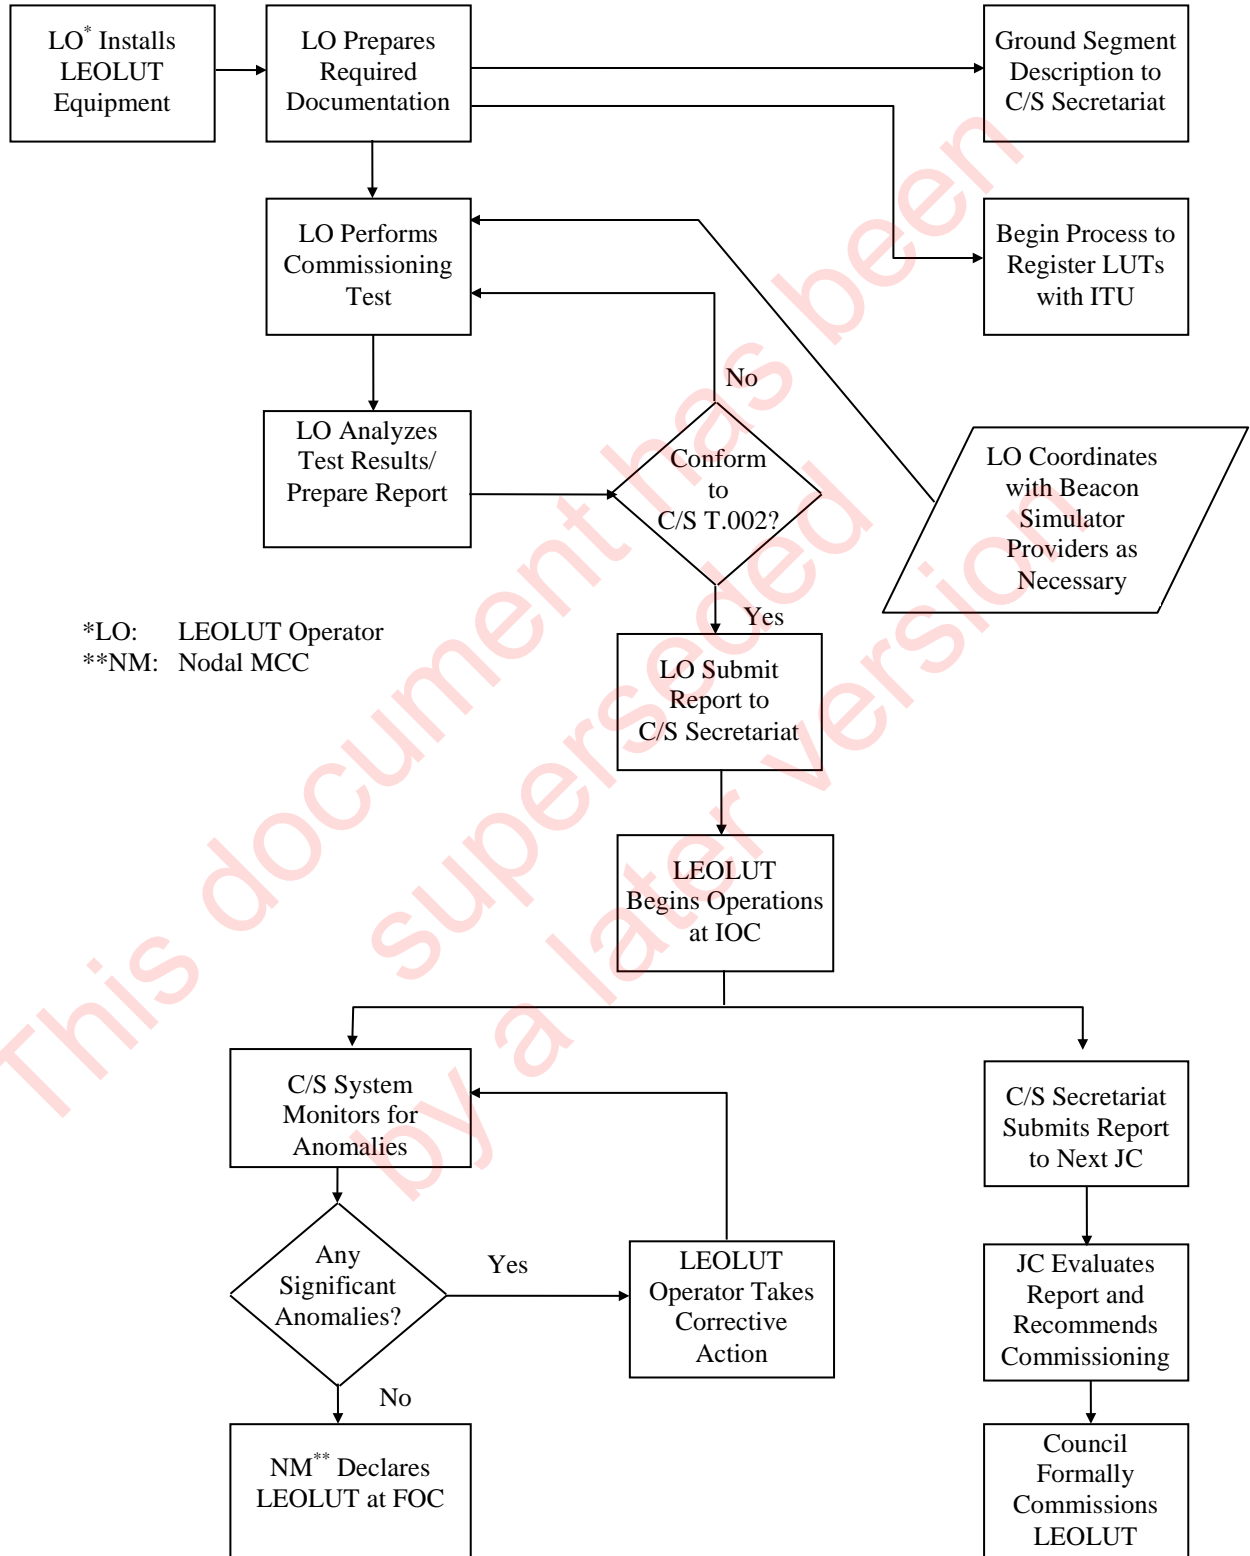 LO* Installs
LEOLUT
Equipment
LO Prepares
Required
Documentation
Ground Segment
Description to
C/S Secretariat
LO Performs
Commissioning
Test
Begin Process to
Register LUTs
with ITU
No
LO Analyzes
Test Results/
Prepare Report
Conform
to
C/S T.002?
LO Coordinates
with Beacon
Simulator
Providers as
Necessary
Yes
*LO: LEOLUT Operator
**NM: Nodal MCC
LO Submit
Report to
C/S Secretariat
LEOLUT
Begins Operations
at IOC
C/S System
Monitors for
Anomalies
C/S Secretariat
Submits Report
to Next JC
Any
Significant
Anomalies?
Yes
LEOLUT
Operator Takes
Corrective
Action
JC Evaluates
Report and
Recommends
Commissioning
No
NM** Declares
LEOLUT at FOC
Council
Formally
Commissions
LEOLUT
This document has been
superseded
by a later version